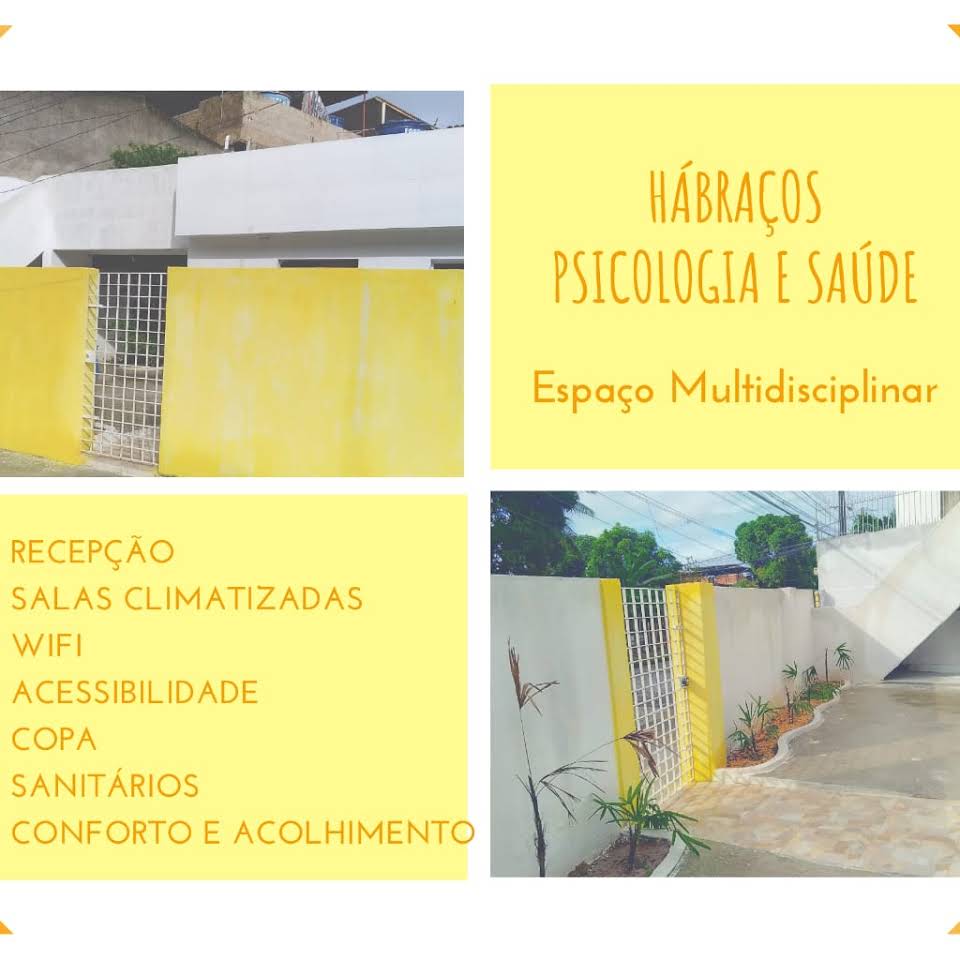 HÁBRAÇOS
PSICOLOGIA E SAÚDE
Espaço Multidisciplinar
RECEPÇÃO
SALAS CLIMATIZADAS
WIFI
ACESSIBILIDADE
COPA
SANITÁRIOS
CONFORTO E ACOLHIMENTO